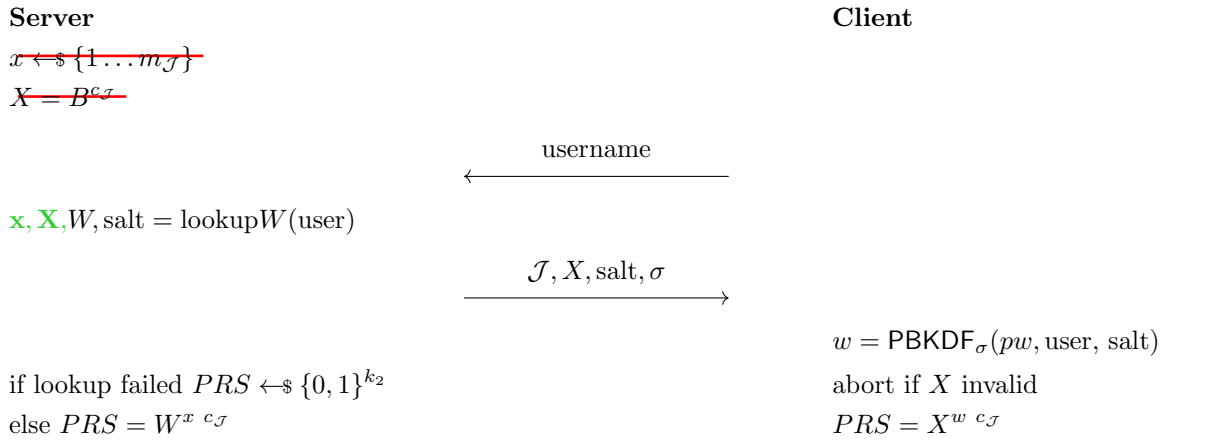 Server Client
x ←$ {1…m_𝒥}
X = B^{c_𝒥}
username
x, X, W, salt = lookupW(user)
𝒥, X, salt, σ
w = PBKDF_σ(pw, user, salt)
if lookup failed PRS ←$ {0, 1}^{k_2} abort if X invalid
else PRS = W^{x c_𝒥} PRS = X^{w c_𝒥}